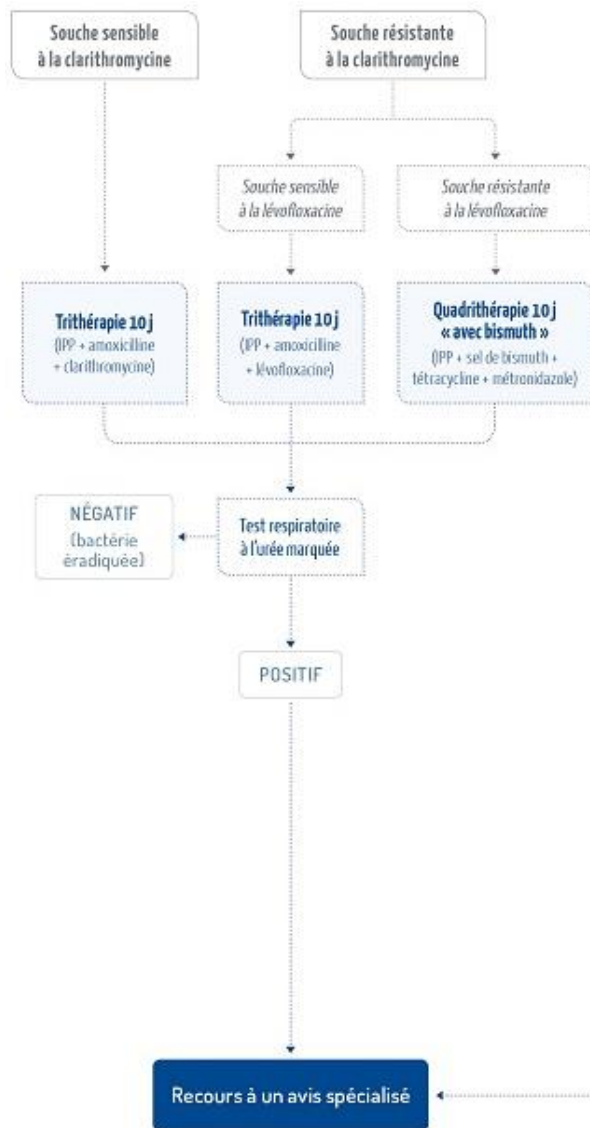 Souche sensible
à la clarithromycine
Souche résistante
à la clarithromycine
Souche sensible
à la lévofloxacine
Souche résistante
à la lévofloxacine
Trithérapie 10 j
(IPP + amoxicilline
+ clarithromycine)
Trithérapie 10 j
(IPP + amoxicilline
+ lévofloxacine)
Quadrithérapie 10 j
« avec bismuth »
(IPP + sel de bismuth +
tétracycline + métronidazole)
NÉGATIF
(bactérie
éradiquée)
Test respiratoire
à l'urée marquée
POSITIF
Recours à un avis spécialisé